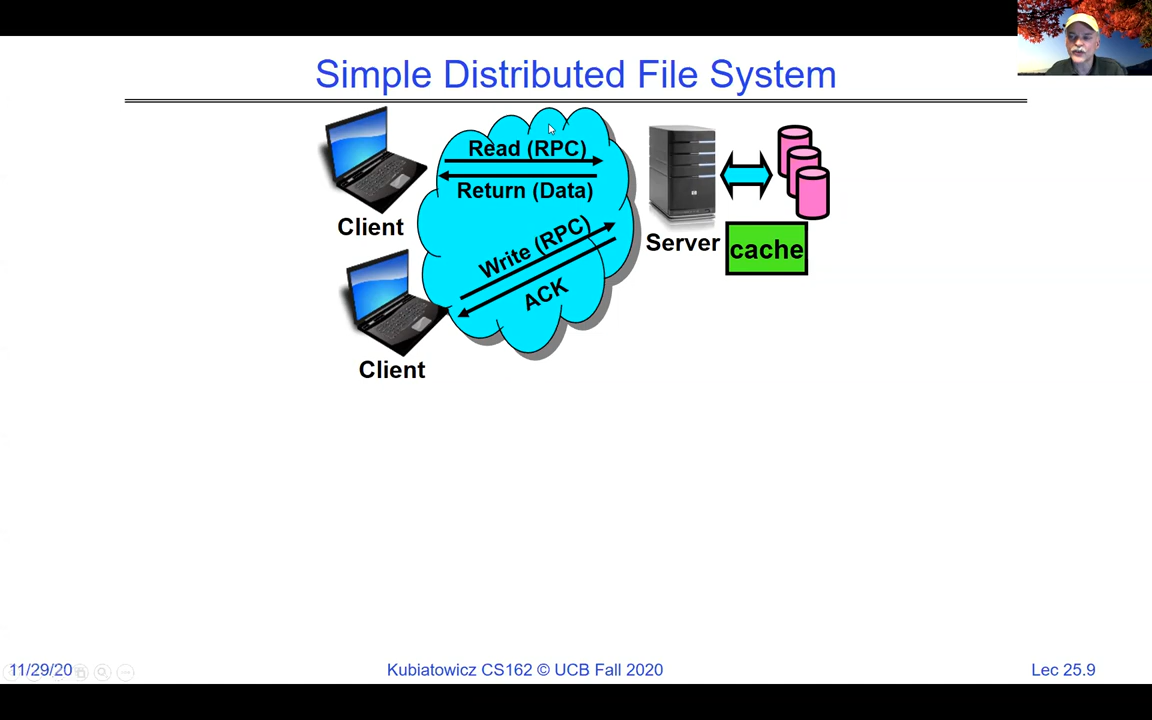 Simple Distributed File System
Read (RPC)
Return (Data)
Client
Write (RPC)
ACK
Server
cache
Client
11/29/20
Kubiatowicz CS162 © UCB Fall 2020
Lec 25.9